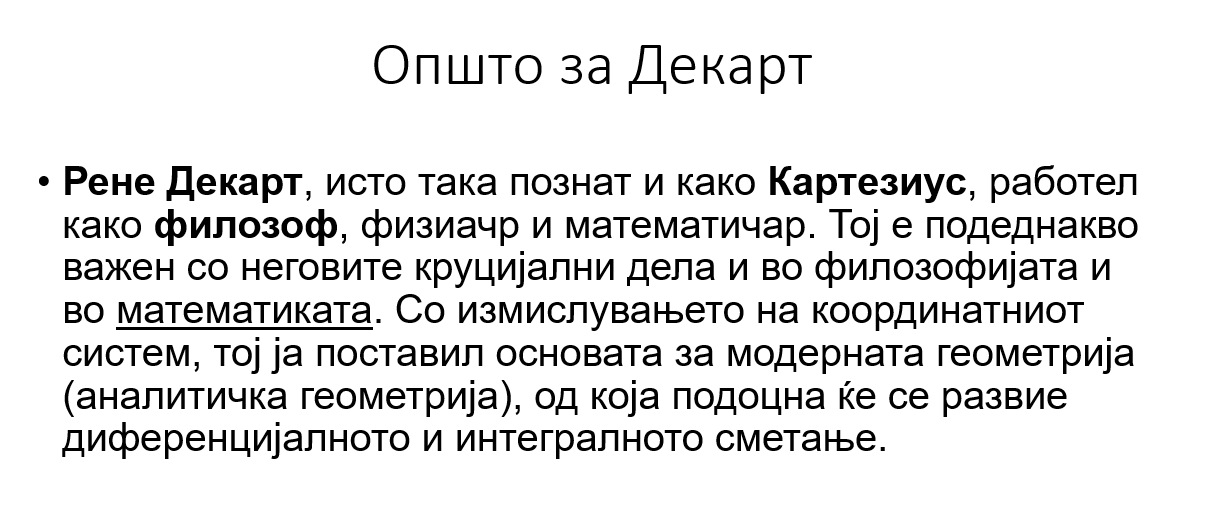 Општо за Декарт
• Рене Декарт, исто така познат и како Картезиус, работел
како филозоф, физиачр и математичар. Тој е подеднакво
важен со неговите круцијални дела и во филозофијата и
во математиката. Со измислувањето на координатниот
систем, тој ја поставил основата за модерната геометрија
(аналитичка геометрија), од која подоцна ќе се развие
диференцијалното и интегралното сметање.